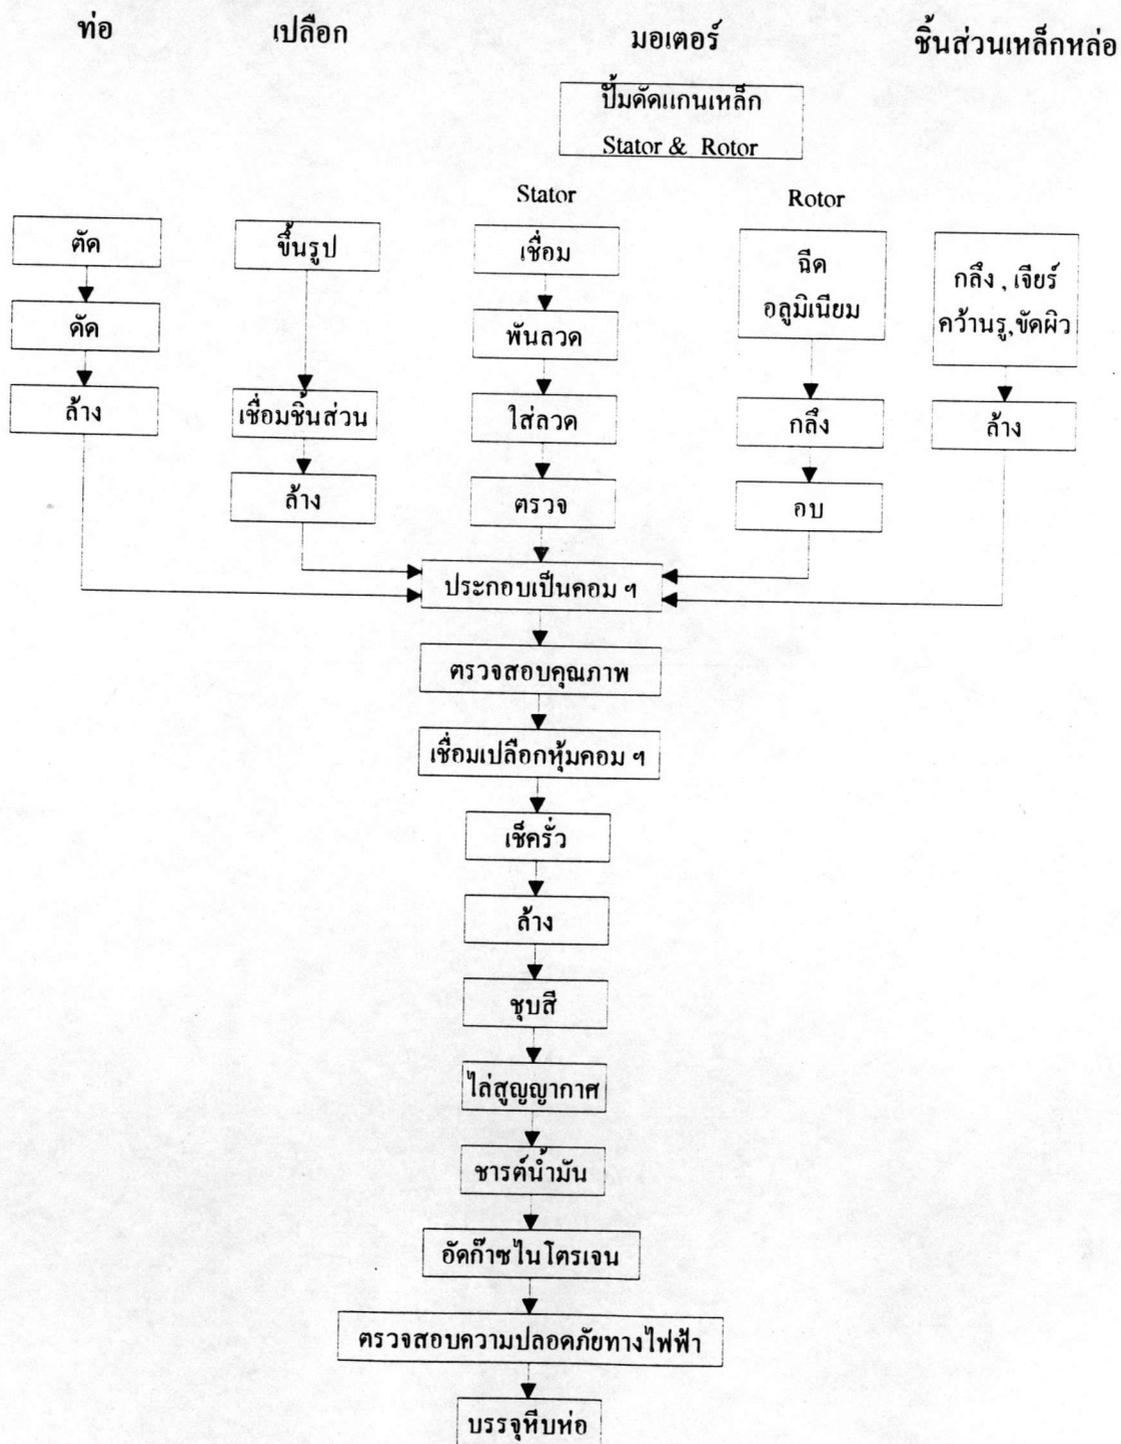 ท่อ
เปลือก
มอเตอร์
ชิ้นส่วนเหล็กหล่อ
ปั้มตัดแกนเหล็ก
Stator & Rotor
Stator
Rotor
ตัด
ดัด
ล้าง
ขึ้นรูป
เชื่อมชิ้นส่วน
ล้าง
เชื่อม
พันลวด
ใส่ลวด
ตรวจ
ฉีด
อลูมิเนียม
กลึง
อบ
กลึง , เจียร์
คว้านรู,ขัดผิว
ล้าง
ประกอบเป็นคอม ฯ
ตรวจสอบคุณภาพ
เชื่อมเปลือกหุ้มคอม ฯ
เช็ครั่ว
ล้าง
ชุบสี
ไล่สูญญากาศ
ชารต์น้ำมัน
อัดก๊าซไนโตรเจน
ตรวจสอบความปลอดภัยทางไฟฟ้า
บรรจุหีบห่อ